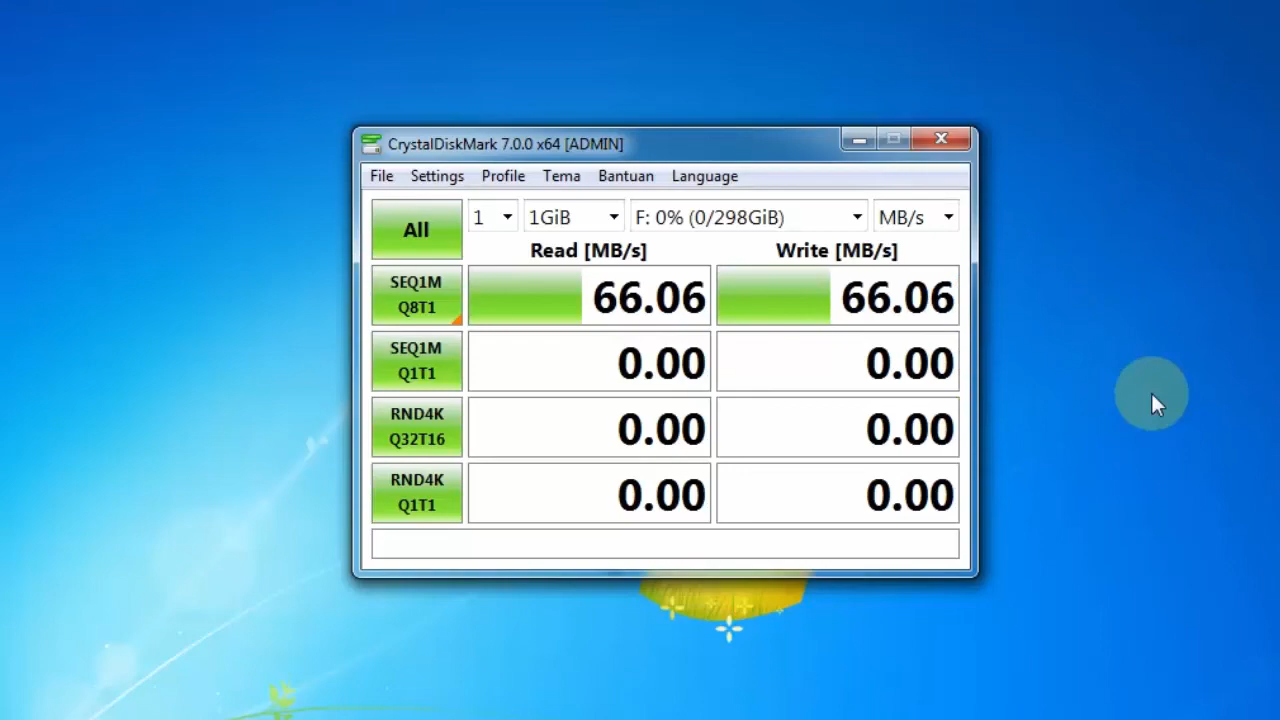 CrystalDiskMark 7.0.0 x64 [ADMIN]
File Settings Profile Tema Bantuan Language
All 1 1GiB F: 0% (0/298GiB) MB/s
Read [MB/s] Write [MB/s]
SEQ1M
Q8T1
66.06 66.06
SEQ1M
Q1T1
0.00 0.00
RND4K
Q32T16
0.00 0.00
RND4K
Q1T1
0.00 0.00